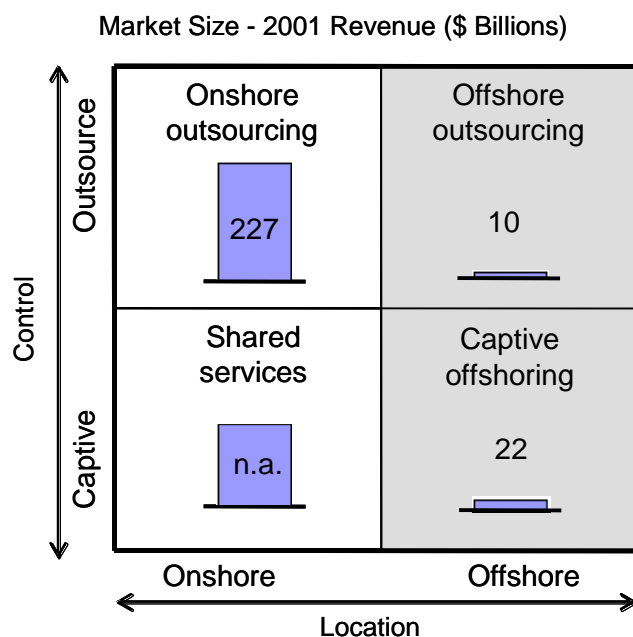 Market Size - 2001 Revenue ($ Billions)
Onshore
outsourcing
227
Offshore
outsourcing
10
Shared
services
n.a.
Captive
offshoring
22
Outsource
Control
Captive
Onshore
Offshore
Location